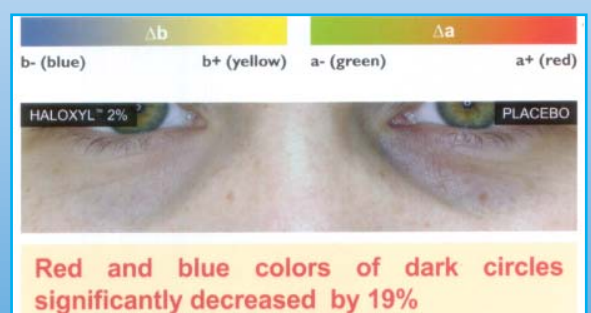 Δb Δa
b- (blue) b+ (yellow) a- (green) a+ (red)
HALOXYL™ 2% PLACEBO
Red and blue colors of dark circles
significantly decreased by 19%